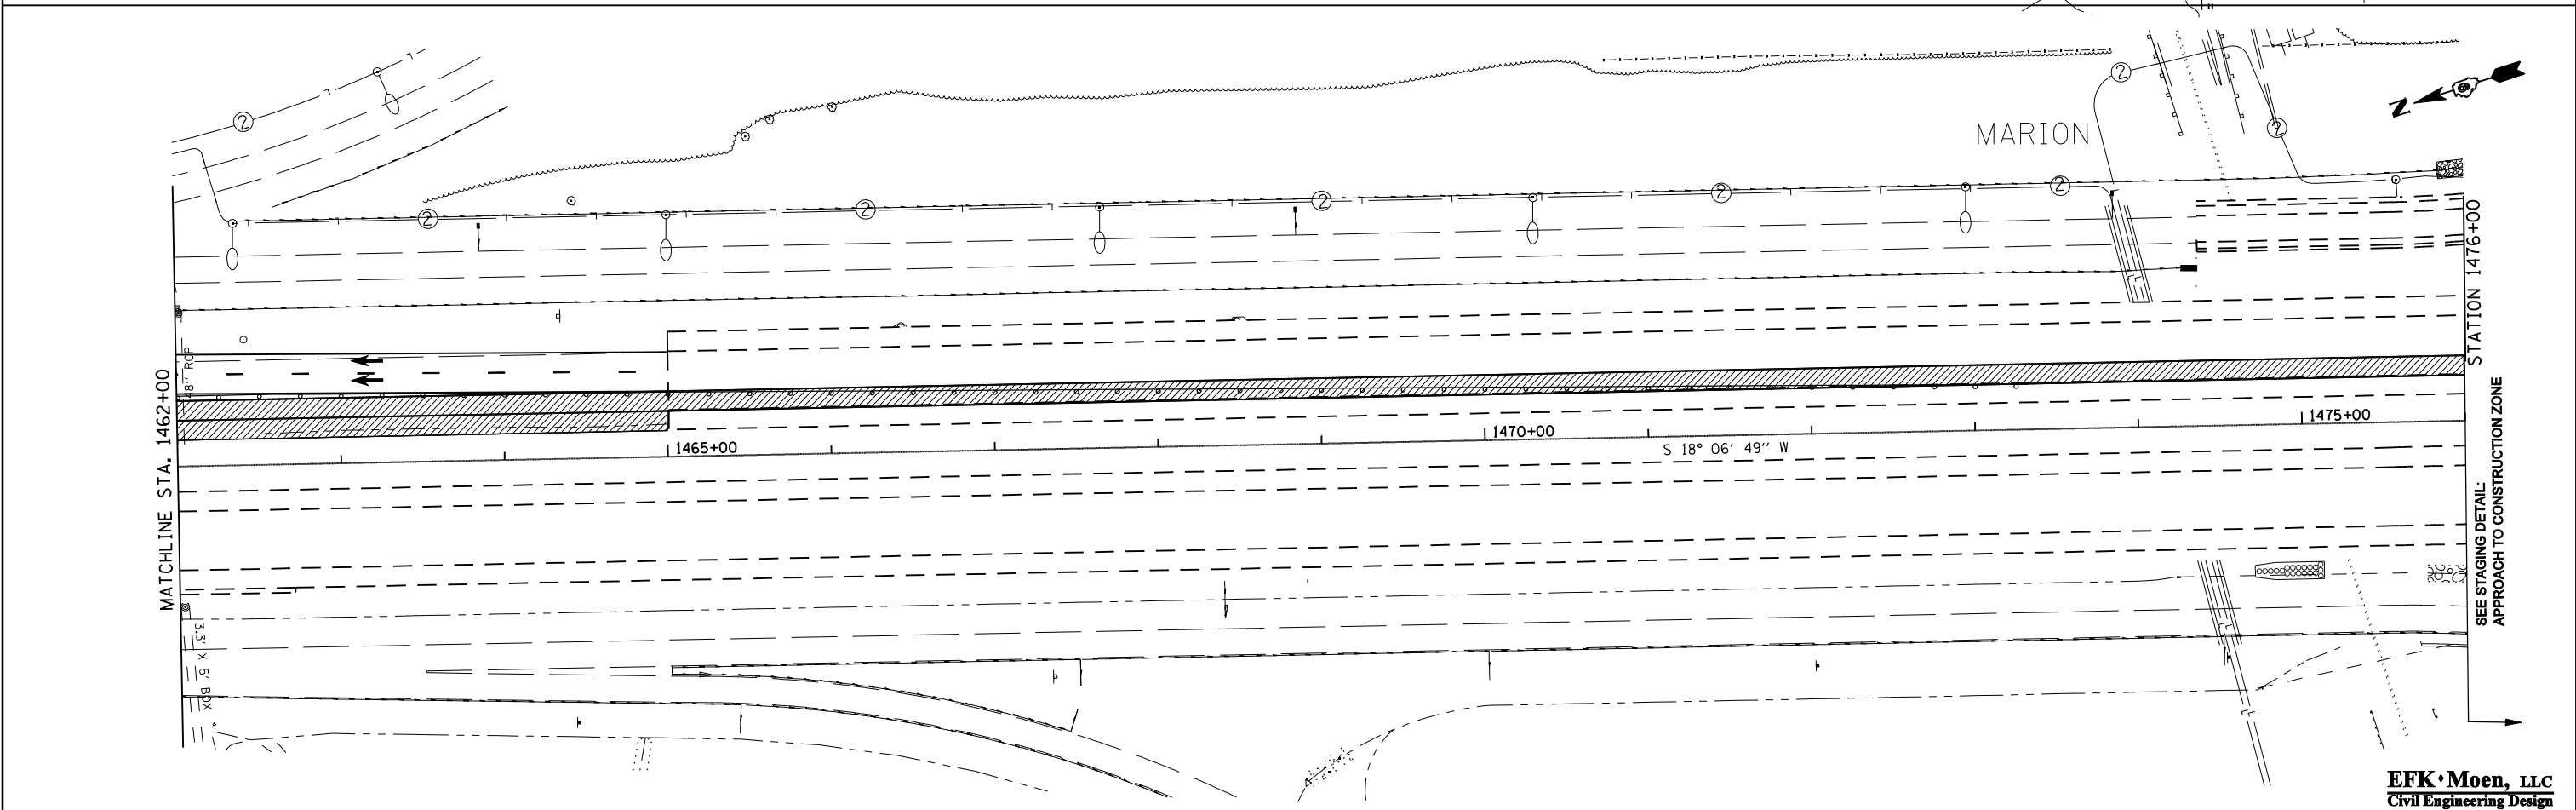 2
2
2
N
MARION
2
2
2
2
2
2
STATION 1476+00
48'' RCP
MATCHLINE STA. 1462+00
1465+00
1470+00
1475+00
S 18° 06' 49'' W
SEE STAGING DETAIL:
APPROACH TO CONSTRUCTION ZONE
3.3' X 5' BOX
EFK♦Moen, LLC
Civil Engineering Design